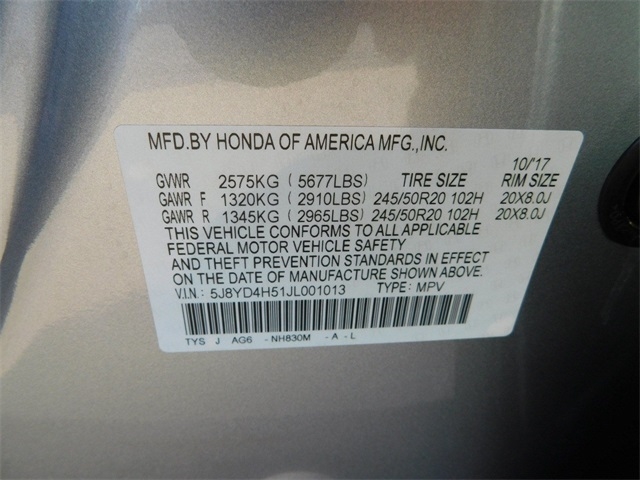 MFD.BY HONDA OF AMERICA MFG.,INC.
10/'17
GVWR 2575KG ( 5677LBS) TIRE SIZE RIM SIZE
GAWR F 1320KG ( 2910LBS) 245/50R20 102H 20X8.0J
GAWR R 1345KG ( 2965LBS) 245/50R20 102H 20X8.0J
THIS VEHICLE CONFORMS TO ALL APPLICABLE
FEDERAL MOTOR VEHICLE SAFETY
AND THEFT PREVENTION STANDARDS IN EFFECT
ON THE DATE OF MANUFACTURE SHOWN ABOVE.
V.I.N.: 5J8YD4H51JL001013 TYPE: MPV
TYS J AG6 -NH830M -A-L